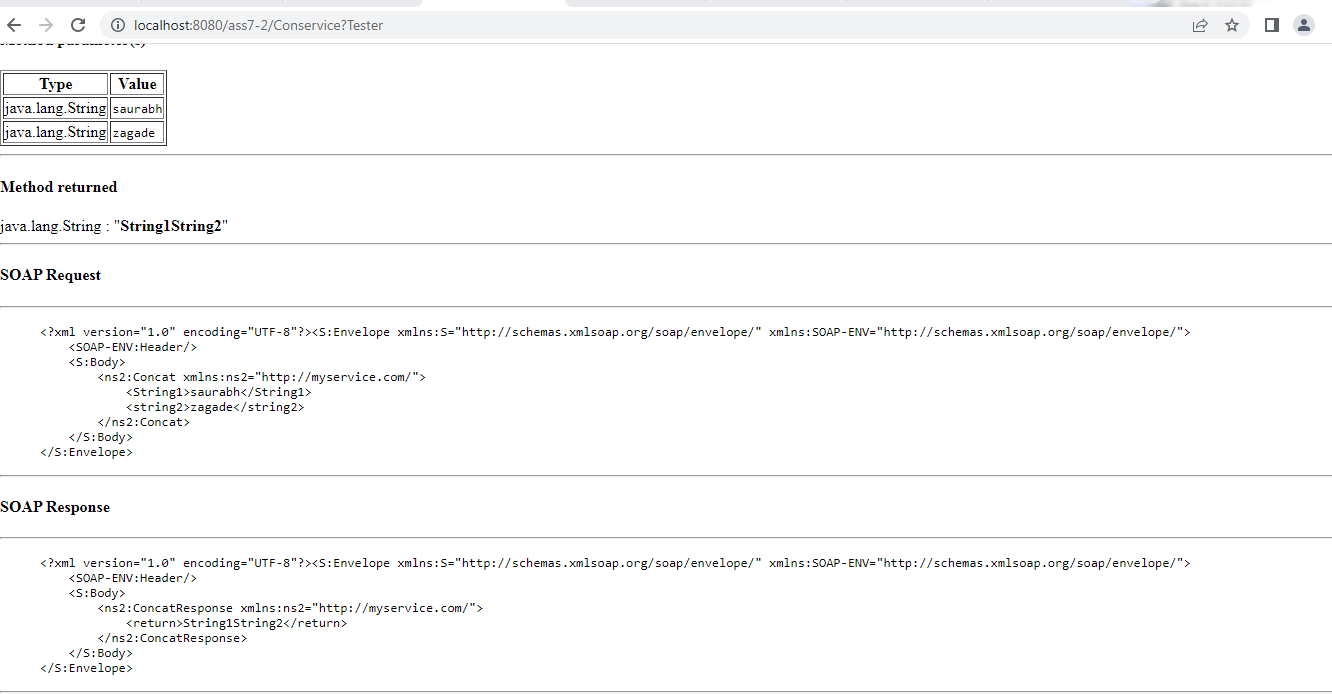 localhost:8080/ass7-2/Conservice?Tester
Type Value
java.lang.String saurabh
java.lang.String zagade
Method returned
java.lang.String : "String1String2"
SOAP Request
<?xml version="1.0" encoding="UTF-8"?><S:Envelope xmlns:S="http://schemas.xmlsoap.org/soap/envelope/" xmlns:SOAP-ENV="http://schemas.xmlsoap.org/soap/envelope/">
<SOAP-ENV:Header/>
<S:Body>
<ns2:Concat xmlns:ns2="http://myservice.com/">
<String1>saurabh</String1>
<string2>zagade</string2>
</ns2:Concat>
</S:Body>
</S:Envelope>
SOAP Response
<?xml version="1.0" encoding="UTF-8"?><S:Envelope xmlns:S="http://schemas.xmlsoap.org/soap/envelope/" xmlns:SOAP-ENV="http://schemas.xmlsoap.org/soap/envelope/">
<SOAP-ENV:Header/>
<S:Body>
<ns2:ConcatResponse xmlns:ns2="http://myservice.com/">
<return>String1String2</return>
</ns2:ConcatResponse>
</S:Body>
</S:Envelope>